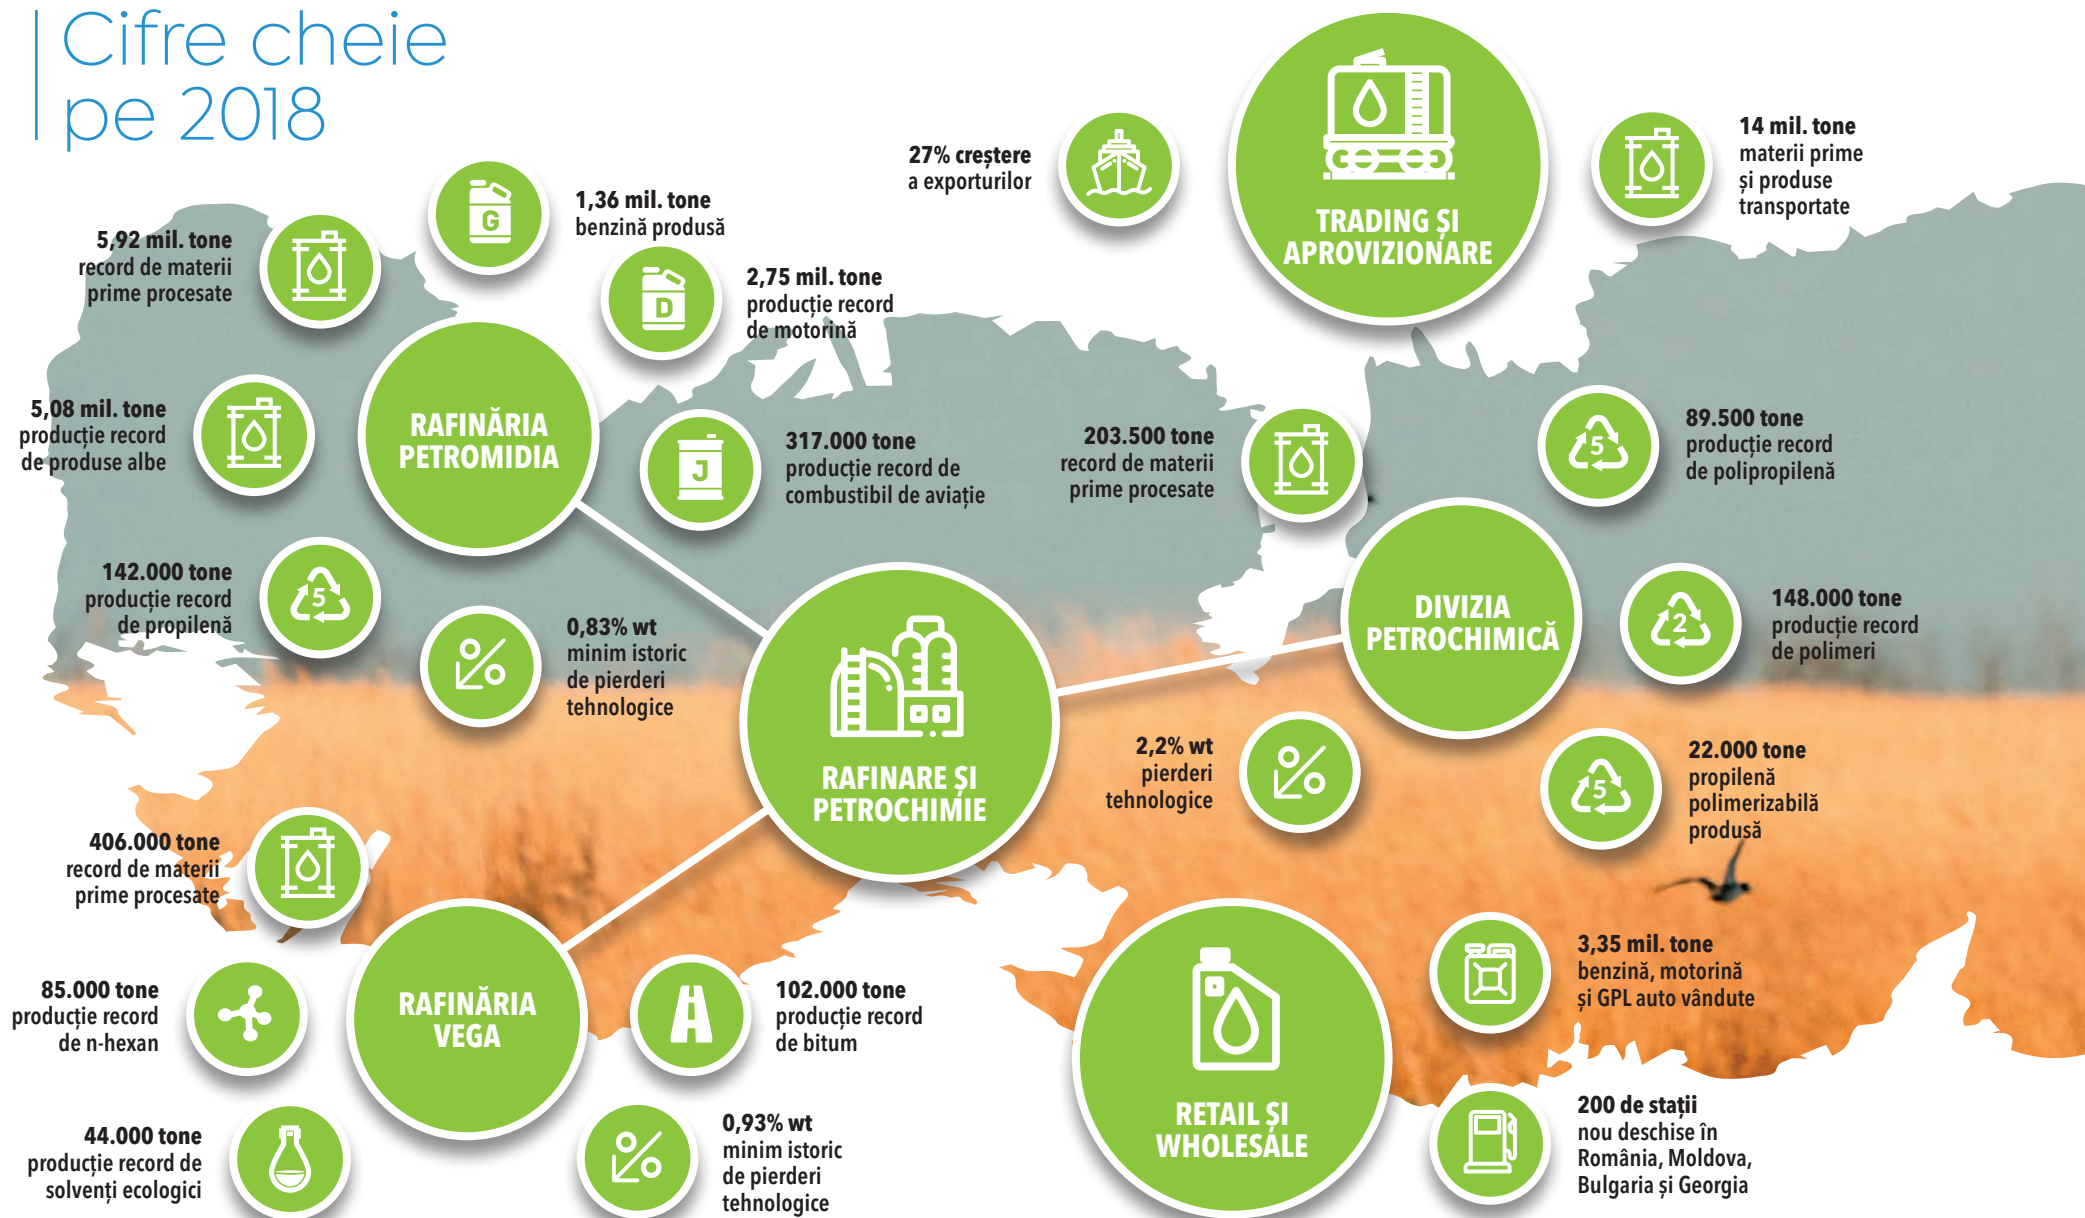 Cifre cheie
pe 2018
5,92 mil. tone
record de materii
prime procesate
G
1,36 mil. tone
benzină produsă
D
2,75 mil. tone
producție record
de motorină
5,08 mil. tone
producție record
de produse albe
RAFINĂRIA
PETROMIDIA
J
317.000 tone
producție record de
combustibil de aviație
142.000 tone
producție record
de propilenă
5
0,83% wt
minim istoric
de pierderi
tehnologice
RAFINARE ȘI
PETROCHIMIE
406.000 tone
record de materii
prime procesate
85.000 tone
producție record
de n-hexan
RAFINĂRIA
VEGA
102.000 tone
producție record
de bitum
44.000 tone
producție record de
solvenți ecologici
0,93% wt
minim istoric
de pierderi
tehnologice
27% creștere
a exporturilor
TRADING ȘI
APROVIZIONARE
14 mil. tone
materii prime
și produse
transportate
203.500 tone
record de materii
prime procesate
5
89.500 tone
producție record
de polipropilenă
DIVIZIA
PETROCHIMICĂ
2
148.000 tone
producție record
de polimeri
2,2% wt
pierderi
tehnologice
5
22.000 tone
propilenă
polimerizabilă
produsă
RETAIL ȘI
WHOLESALE
3,35 mil. tone
benzină, motorină
și GPL auto vândute
200 de stații
nou deschise în
România, Moldova,
Bulgaria și Georgia